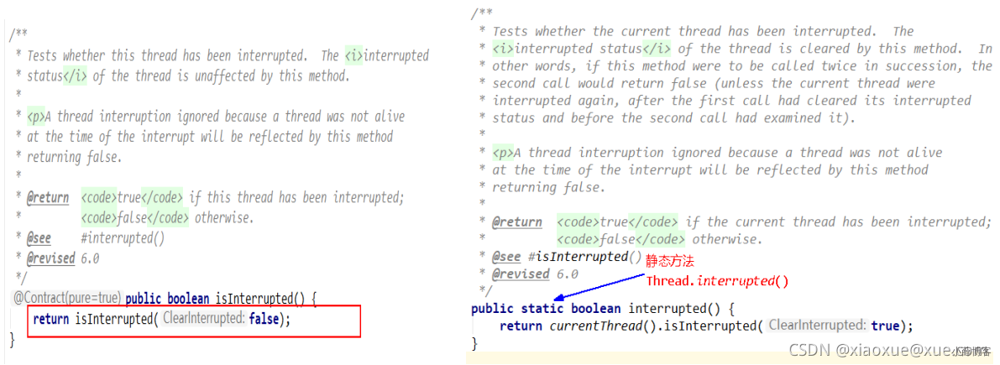 /**
* Tests whether this thread has been interrupted. The <i>interrupted
* status</i> of the thread is unaffected by this method.
*
* <p>A thread interruption ignored because a thread was not alive
* at the time of the interrupt will be reflected by this method
* returning false.
*
* @return <code>true</code> if this thread has been interrupted;
* <code>false</code> otherwise.
* @see #interrupted()
* @revised 6.0
*/
@Contract(pure=true) public boolean isInterrupted() {
return isInterrupted( ClearInterrupted: false);
}
/**
* Tests whether the current thread has been interrupted. The
* <i>interrupted status</i> of the thread is cleared by this method. In
* other words, if this method were to be called twice in succession, the
* second call would return false (unless the current thread were
* interrupted again, after the first call had cleared its interrupted
* status and before the second call had examined it).
*
* <p>A thread interruption ignored because a thread was not alive
* at the time of the interrupt will be reflected by this method
* returning false.
*
* @return <code>true</code> if the current thread has been interrupted;
* <code>false</code> otherwise.
* @see #isInterrupted()
静态方法
* @revised 6.0
Thread.interrupted()
*/
public static boolean interrupted() {
return currentThread().isInterrupted( ClearInterrupted: true);
}
CSDN @xiaoxue@xue